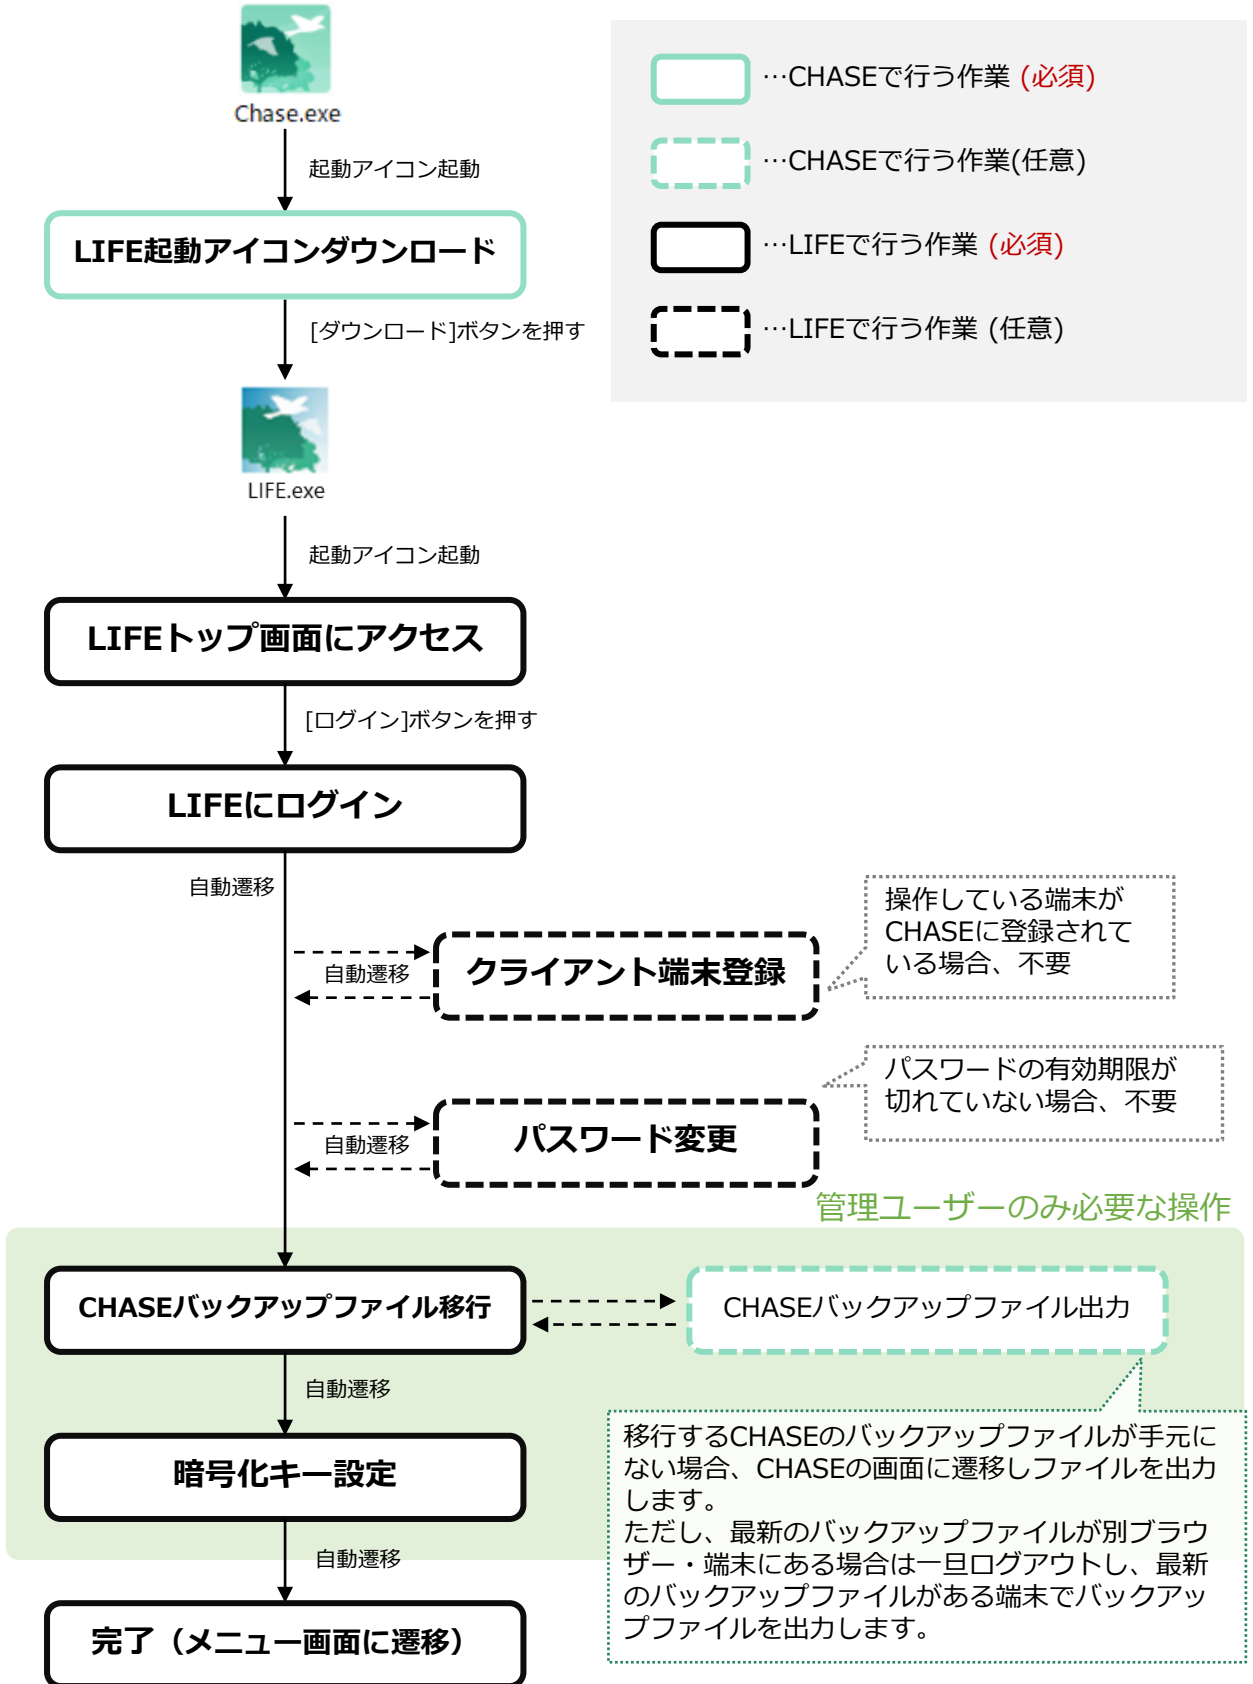 Chase.exe
起動アイコン起動
LIFE起動アイコンダウンロード
[ダウンロード]ボタンを押す
LIFE.exe
起動アイコン起動
LIFEトップ画面にアクセス
[ログイン]ボタンを押す
LIFEにログイン
自動遷移
…CHASEで行う作業 (必須)
…CHASEで行う作業(任意)
…LIFEで行う作業 (必須)
…LIFEで行う作業 (任意)
自動遷移
クライアント端末登録
操作している端末が
CHASEに登録されて
いる場合、不要
自動遷移
パスワード変更
パスワードの有効期限が
切れていない場合、不要
管理ユーザーのみ必要な操作
CHASEバックアップファイル移行
CHASEバックアップファイル出力
自動遷移
暗号化キー設定
移行するCHASEのバックアップファイルが手元に
ない場合、CHASEの画面に遷移しファイルを出力
します。
ただし、最新のバックアップファイルが別ブラウ
ザー・端末にある場合は一旦ログアウトし、最新
のバックアップファイルがある端末でバックアッ
プファイルを出力します。
自動遷移
完了（メニュー画面に遷移）